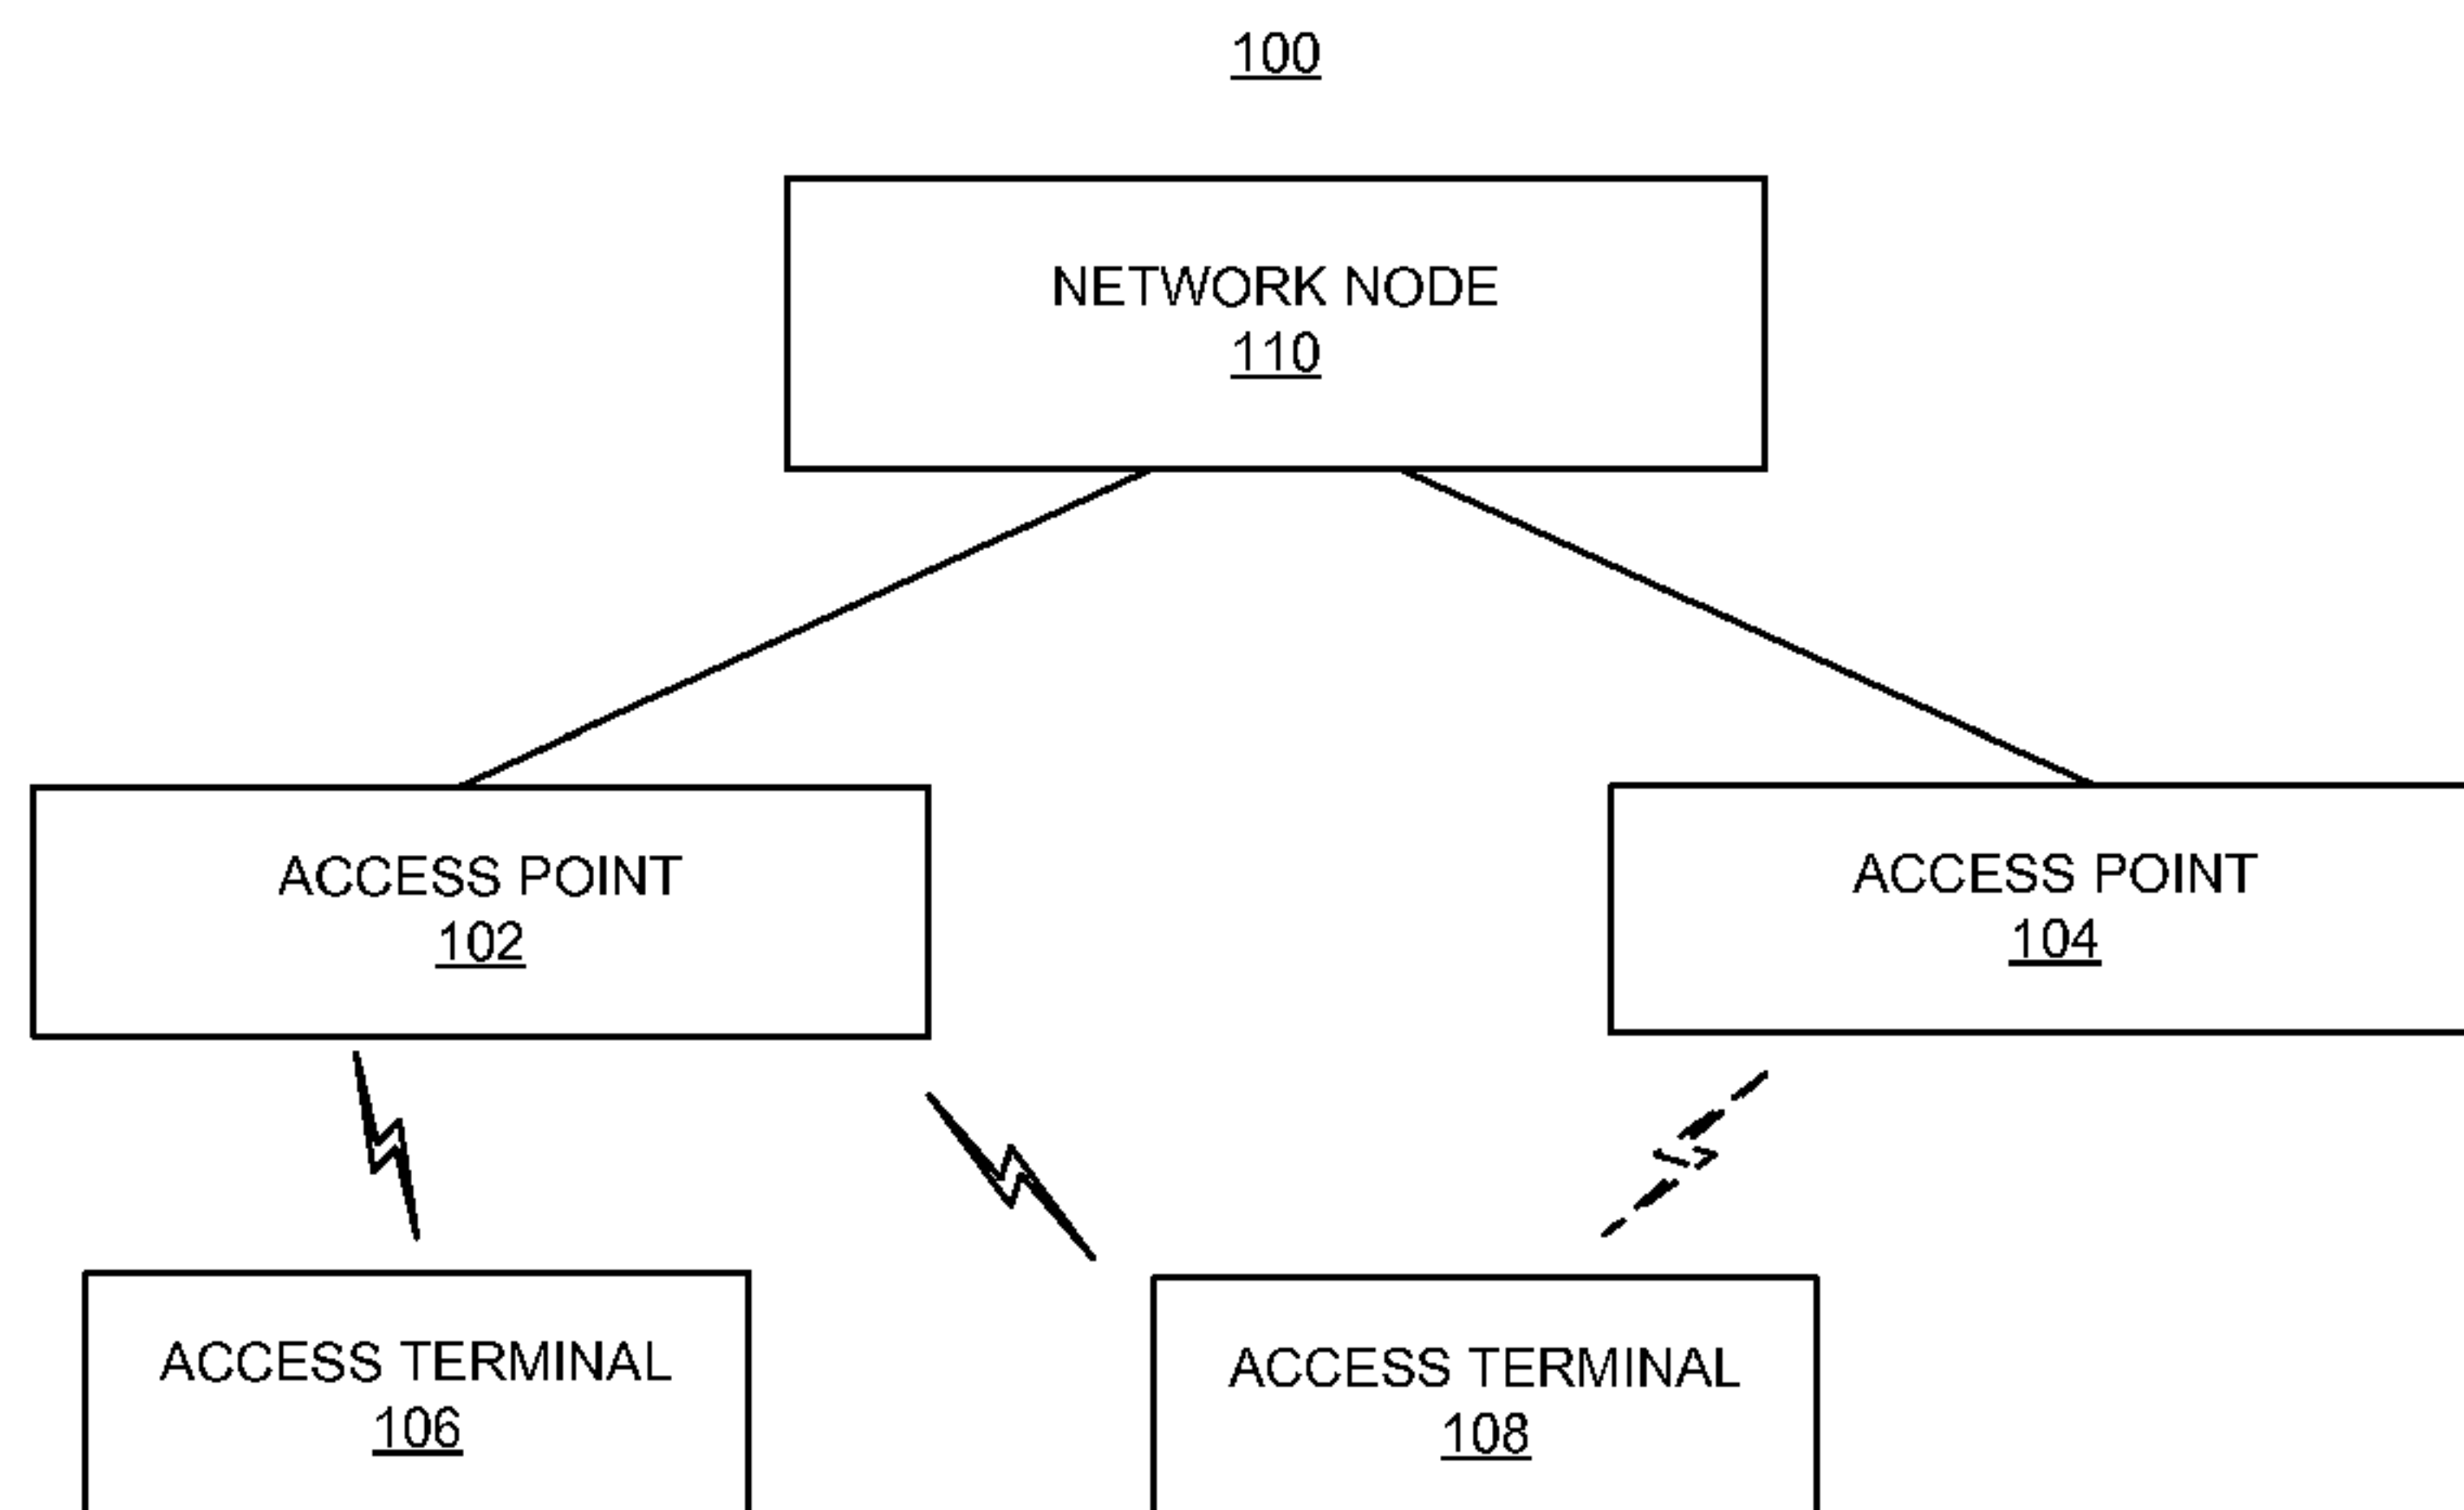 100
NETWORK NODE
110
ACCESS POINT
102
ACCESS POINT
104
ACCESS TERMINAL
106
ACCESS TERMINAL
108